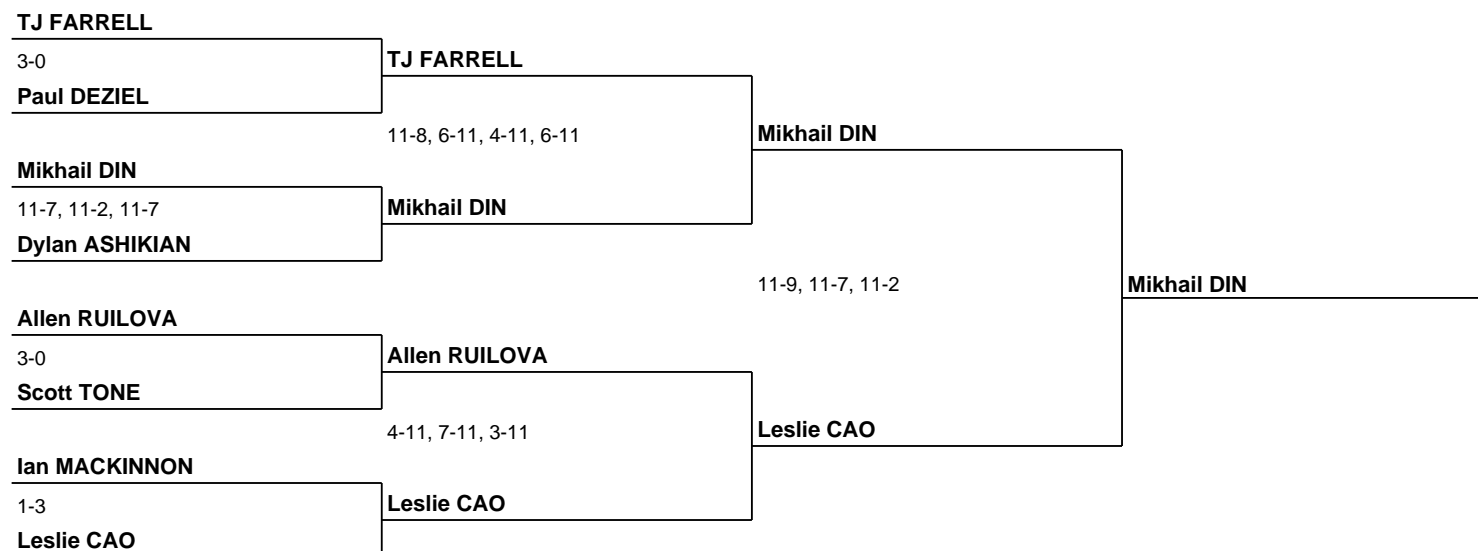 TJ FARRELL
3-0
Paul DEZIEL
TJ FARRELL
11-8, 6-11, 4-11, 6-11
Mikhail DIN
Mikhail DIN
11-7, 11-2, 11-7
Dylan ASHIKIAN
Mikhail DIN
11-9, 11-7, 11-2
Mikhail DIN
Allen RUILOVA
3-0
Scott TONE
Allen RUILOVA
4-11, 7-11, 3-11
Leslie CAO
Ian MACKINNON
1-3
Leslie CAO
Leslie CAO